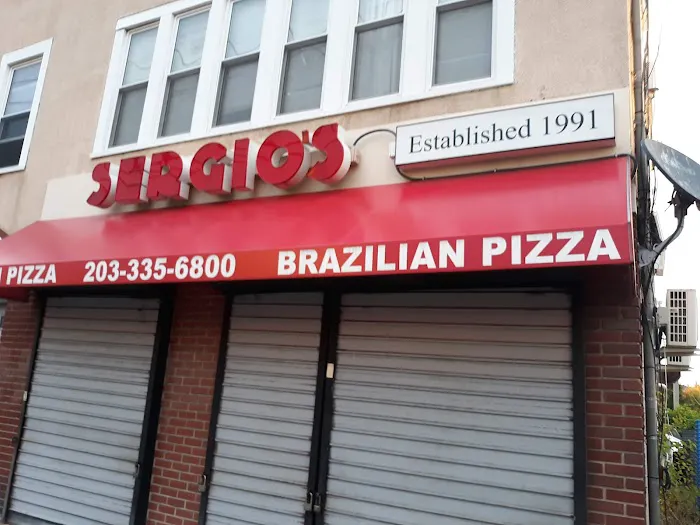 SERGIO'S
Established 1991
PIZZA 203-335-6800 BRAZILIAN PIZZA